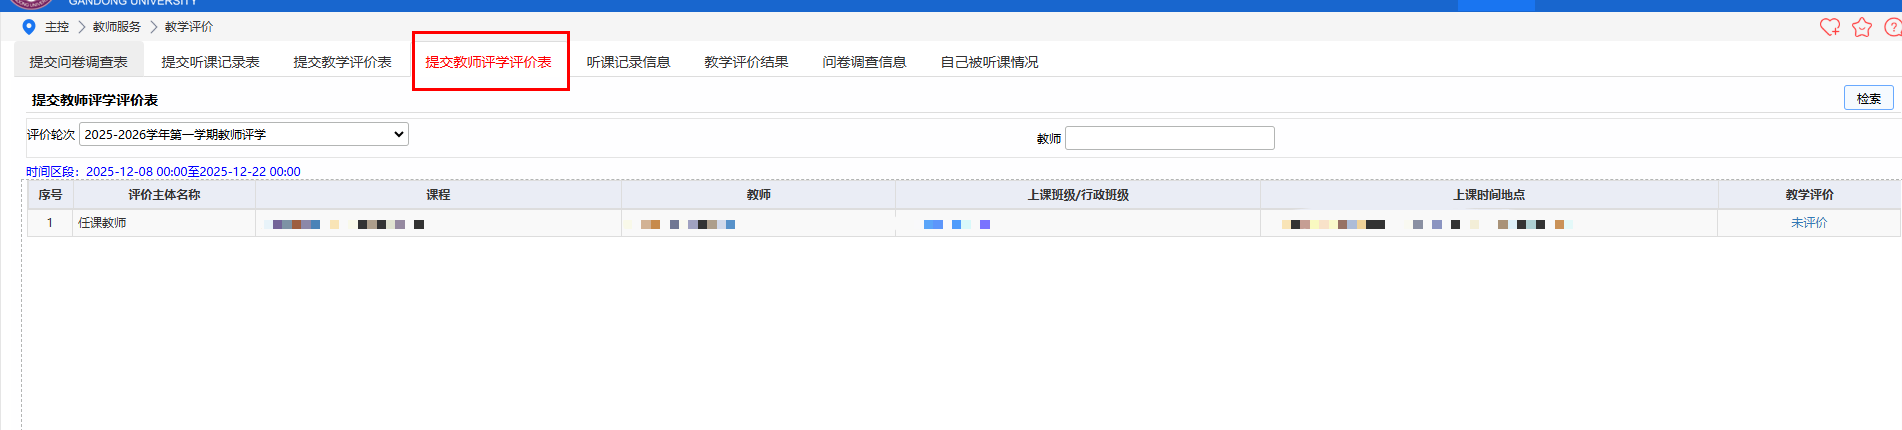 GANDONG UNIVERSITY
主控 教师服务 教学评价
提交问卷调查表 提交听课记录表 提交教学评价表 提交教师评学评价表 听课记录信息 教学评价结果 问卷调查信息 自己被听课情况
提交教师评学评价表 检索
评价轮次 2025-2026学年第一学期教师评学 教师
时间区段：2025-12-08 00:00至2025-12-22 00:00
序号 评价主体名称 课程 教师 上课班级/行政班级 上课时间地点 教学评价
1 任课教师 未评价